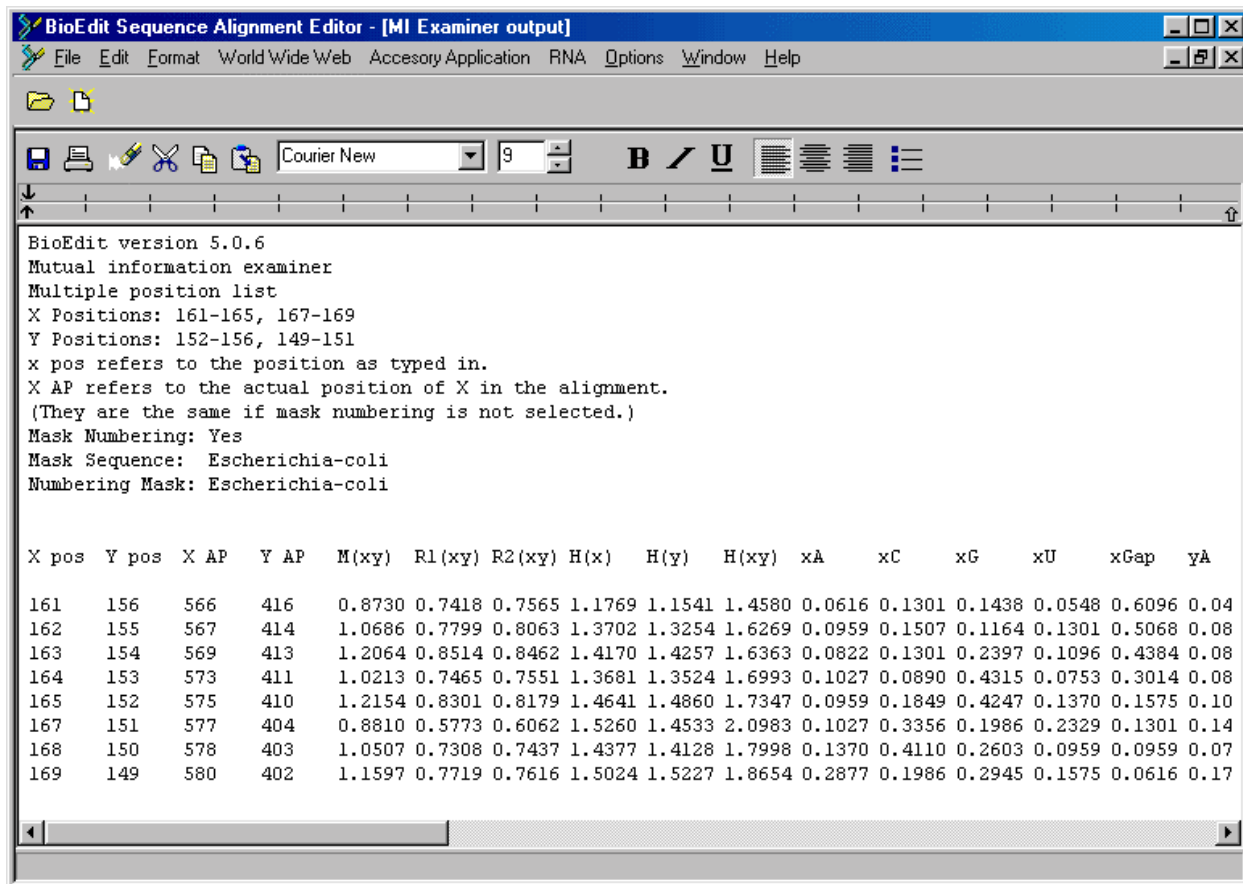 BioEdit Sequence Alignment Editor - [MI Examiner output]
File Edit Format World Wide Web Accesory Application RNA Options Window Help
Courier New 9 B I U
BioEdit version 5.0.6
Mutual information examiner
Multiple position list
X Positions: 161-165, 167-169
Y Positions: 152-156, 149-151
x pos refers to the position as typed in.
X AP refers to the actual position of X in the alignment.
(They are the same if mask numbering is not selected.)
Mask Numbering: Yes
Mask Sequence: Escherichia-coli
Numbering Mask: Escherichia-coli
X pos Y pos X AP Y AP M(xy) R1(xy) R2(xy) H(x) H(y) H(xy) xA xC xG xU xGap yA
161 156 566 416 0.8730 0.7418 0.7565 1.1769 1.1541 1.4580 0.0616 0.1301 0.1438 0.0548 0.6096 0.04
162 155 567 414 1.0686 0.7799 0.8063 1.3702 1.3254 1.6269 0.0959 0.1507 0.1164 0.1301 0.5068 0.08
163 154 569 413 1.2064 0.8514 0.8462 1.4170 1.4257 1.6363 0.0822 0.1301 0.2397 0.1096 0.4384 0.08
164 153 573 411 1.0213 0.7465 0.7551 1.3681 1.3524 1.6993 0.1027 0.0890 0.4315 0.0753 0.3014 0.08
165 152 575 410 1.2154 0.8301 0.8179 1.4641 1.4860 1.7347 0.0959 0.1849 0.4247 0.1370 0.1575 0.10
167 151 577 404 0.8810 0.5773 0.6062 1.5260 1.4533 2.0983 0.1027 0.3356 0.1986 0.2329 0.1301 0.14
168 150 578 403 1.0507 0.7308 0.7437 1.4377 1.4128 1.7998 0.1370 0.4110 0.2603 0.0959 0.0959 0.07
169 149 580 402 1.1597 0.7719 0.7616 1.5024 1.5227 1.8654 0.2877 0.1986 0.2945 0.1575 0.0616 0.17